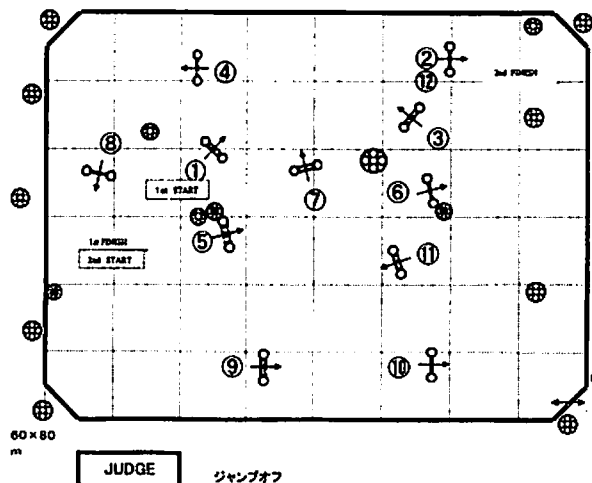 ②
④
⑫
2nd FINISH
③
⑧
①
1st START
⑦
⑥
⑤
1s FINISH
2nd START
⑪
⑨
⑩
60×80
m
JUDGE
ジャンプオフ